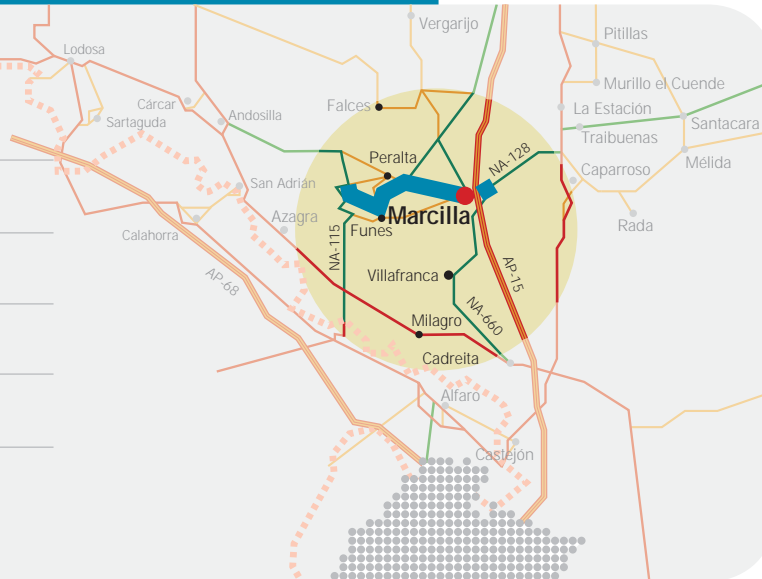 Vergarijo
Pitillas
Lodosa
Murillo el Cuende
Cárcar
Falces
La Estación
Sartaguda
Andosilla
Santacara
Traibuenas
NA-128
Peralta
Mélida
Caparroso
San Adrián
Marcilla
Azagra
Rada
Funes
Calahorra
NA-115
AP-68
Villafranca
AP-15
NA-660
Milagro
Cadreita
Alfaro
Castejón